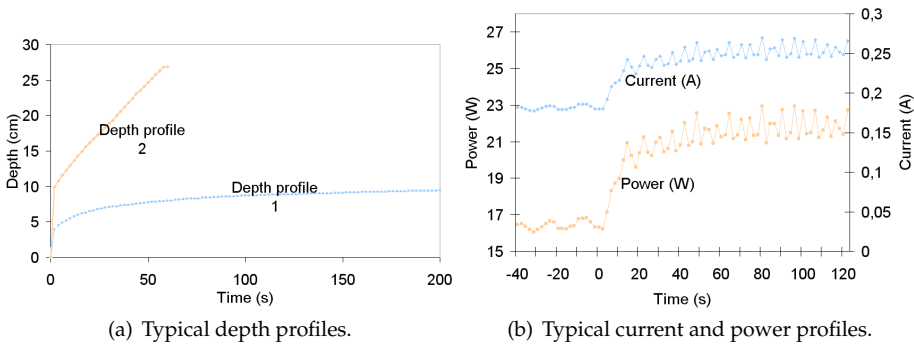 30
25
20
15
10
5
0
Depth (cm)
Depth profile
2
Depth profile
1
0 50 100 150 200
Time (s)
(a) Typical depth profiles.
27
25
23
21
19
17
15
Power (W)
Current (A)
Power (W)
0,3
0,25
0,2
0,15
0,1
0,05
0
Current (A)
-40 -20 0 20 40 60 80 100 120
Time (s)
(b) Typical current and power profiles.